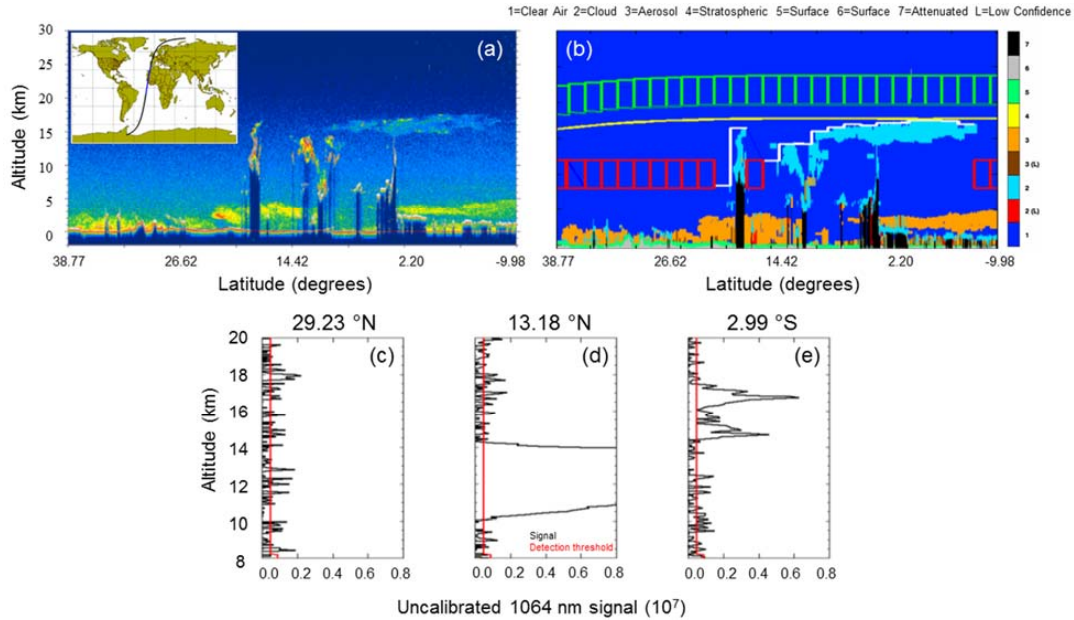 1=Clear Air 2=Cloud 3=Aerosol 4=Stratospheric 5=Surface 6=Surface 7=Attenuated L=Low Confidence
30
25
20
15
10
5
0
Altitude (km)
(a)
38.77 26.62 14.42 2.20 -9.98
Latitude (degrees)
(b)
38.77 26.62 14.42 2.20 -9.98
Latitude (degrees)
7
6
5
4
3
3 (L)
2
2 (L)
1
29.23 °N
13.18 °N
2.99 °S
(c)
(d)
(e)
20
18
16
14
12
10
8
Altitude (km)
Signal
Detection threshold
0.0 0.2 0.4 0.6 0.8
0.0 0.2 0.4 0.6 0.8
0.0 0.2 0.4 0.6 0.8
Uncalibrated 1064 nm signal (10⁷)